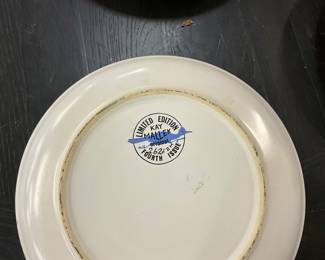 LIMITED EDITION
KAY
MALLEK
FOURTH ISSUE